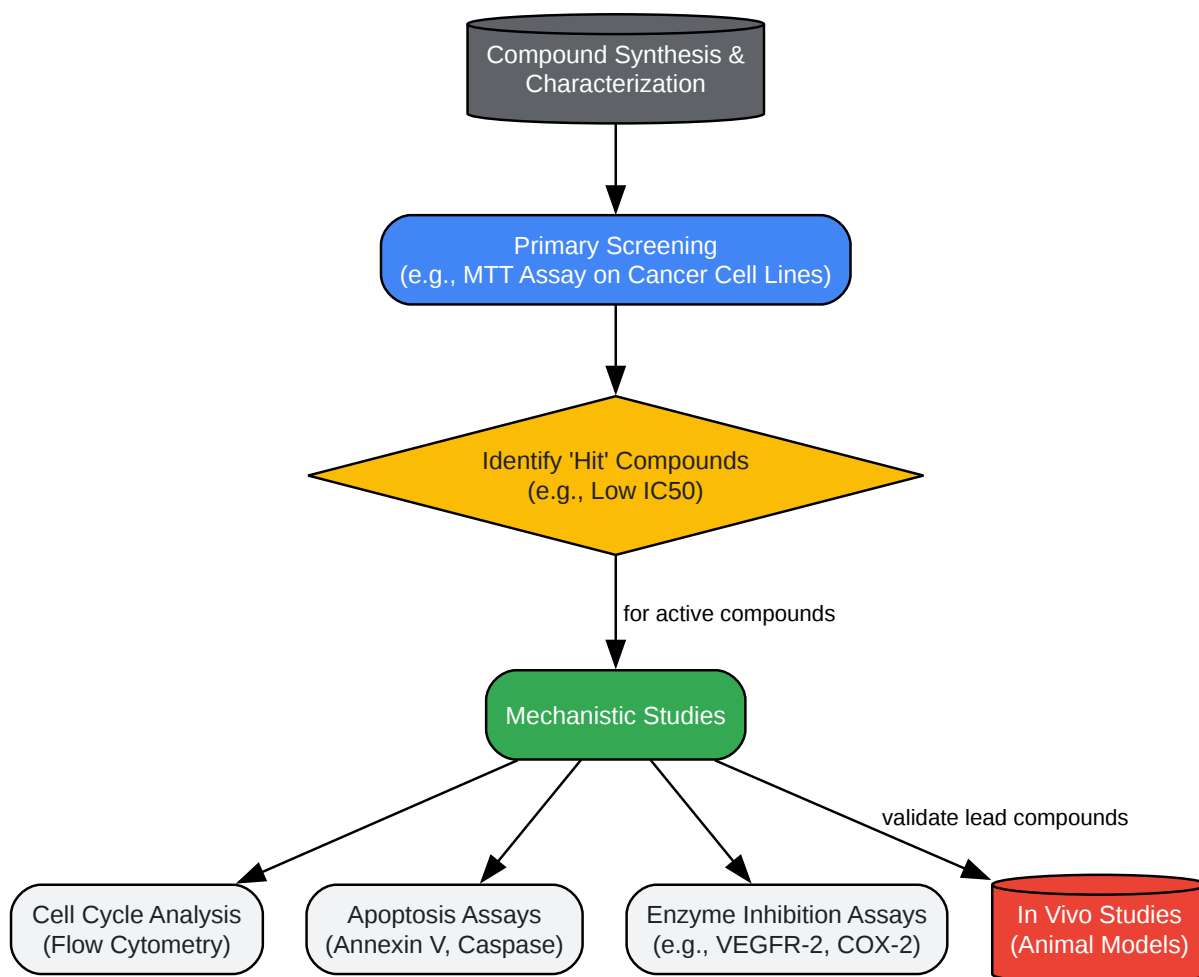 Compound Synthesis &
Characterization
Primary Screening
(e.g., MTT Assay on Cancer Cell Lines)
Identify 'Hit' Compounds
(e.g., Low IC50)
for active compounds
Mechanistic Studies
validate lead compounds
Cell Cycle Analysis
(Flow Cytometry)
Apoptosis Assays
(Annexin V, Caspase)
Enzyme Inhibition Assays
(e.g., VEGFR-2, COX-2)
In Vivo Studies
(Animal Models)